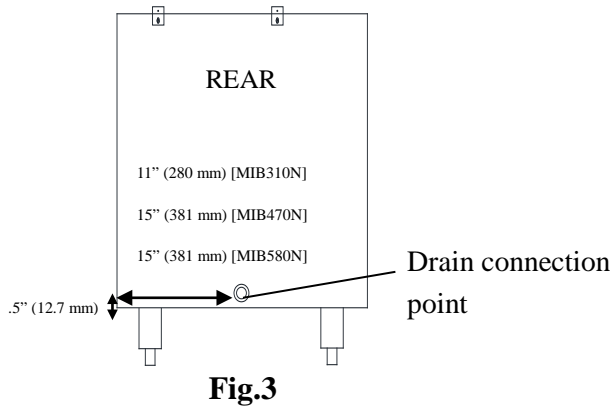 REAR
11” (280 mm) [MIB310N]
15” (381 mm) [MIB470N]
15” (381 mm) [MIB580N]
.5” (12.7 mm)
Drain connection
point
Fig.3